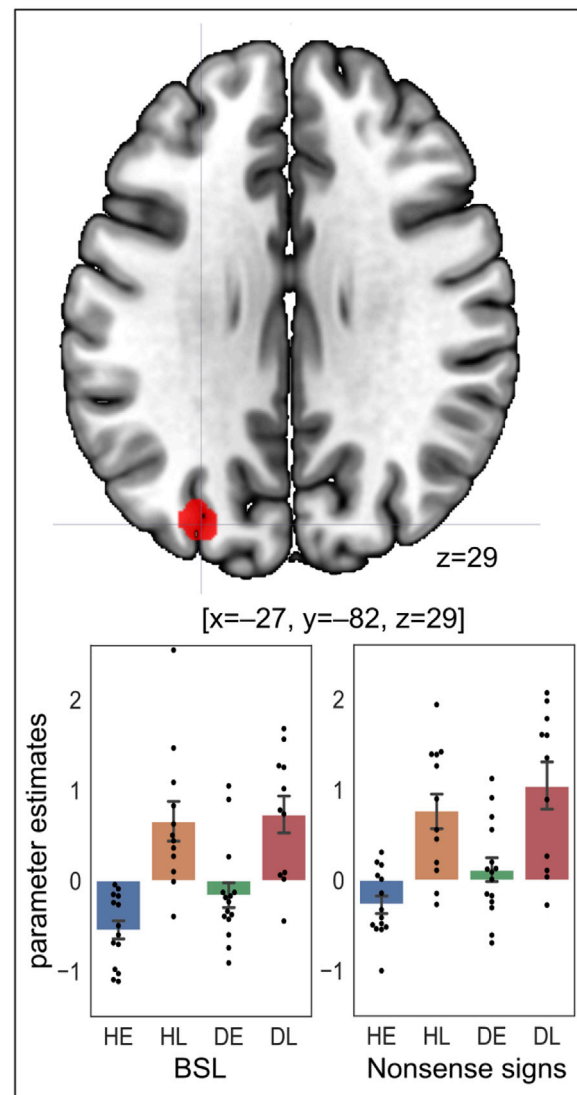 z=29
[x=–27, y=–82, z=29]
parameter estimates
2
1
0
–1
HE HL DE DL
BSL
2
1
0
–1
HE HL DE DL
Nonsense signs